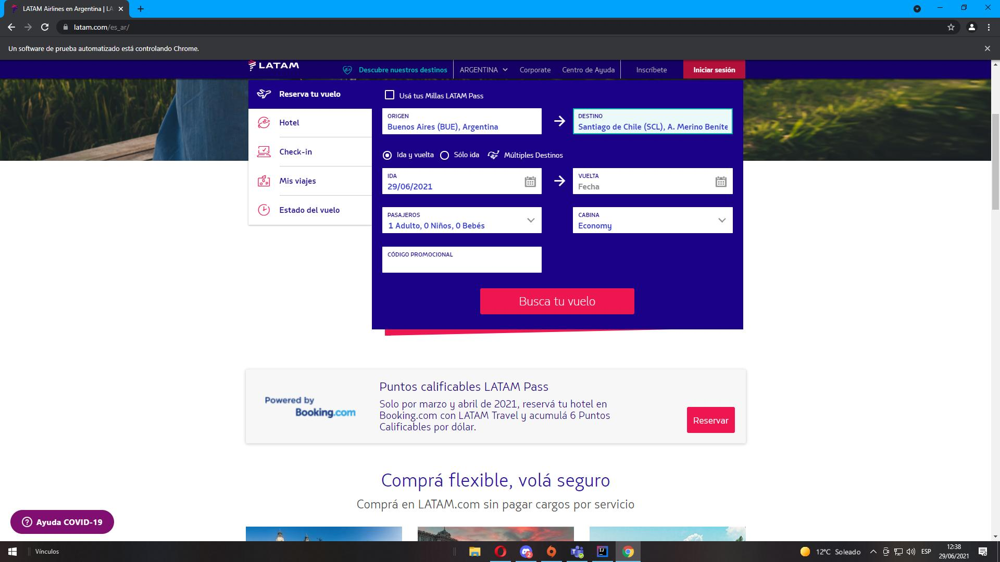 LATAM Airlines en Argentina | LA
latam.com/es_ar/
Un software de prueba automatizado está controlando Chrome.
LATAM
Descubre nuestros destinos
ARGENTINA
Corporate
Centro de Ayuda
Inscríbete
Iniciar sesión
Reserva tu vuelo
Hotel
Check-in
Mis viajes
Estado del vuelo
Usá tus Millas LATAM Pass
ORIGEN
Buenos Aires (BUE), Argentina
DESTINO
Santiago de Chile (SCL), A. Merino Beníte
Ida y vuelta
Sólo ida
Múltiples Destinos
IDA
29/06/2021
VUELTA
Fecha
PASAJEROS
1 Adulto, 0 Niños, 0 Bebés
CABINA
Economy
CÓDIGO PROMOCIONAL
Busca tu vuelo
Powered by
Booking.com
Puntos calificables LATAM Pass
Solo por marzo y abril de 2021, reservá tu hotel en
Booking.com con LATAM Travel y acumulá 6 Puntos
Calificables por dólar.
Reservar
Comprá flexible, volá seguro
Comprá en LATAM.com sin pagar cargos por servicio
Ayuda COVID-19
Vínculos
2
IJ
12°C Soleado
ESP
12:38
29/06/2021